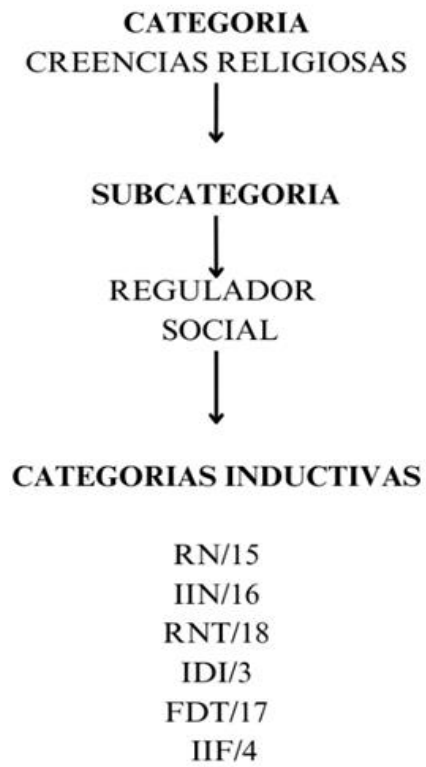 CATEGORIA
CREENCIAS RELIGIOSAS
SUBCATEGORIA
REGULADOR
SOCIAL
CATEGORIAS INDUCTIVAS
RN/15
IIN/16
RNT/18
IDI/3
FDT/17
IIF/4